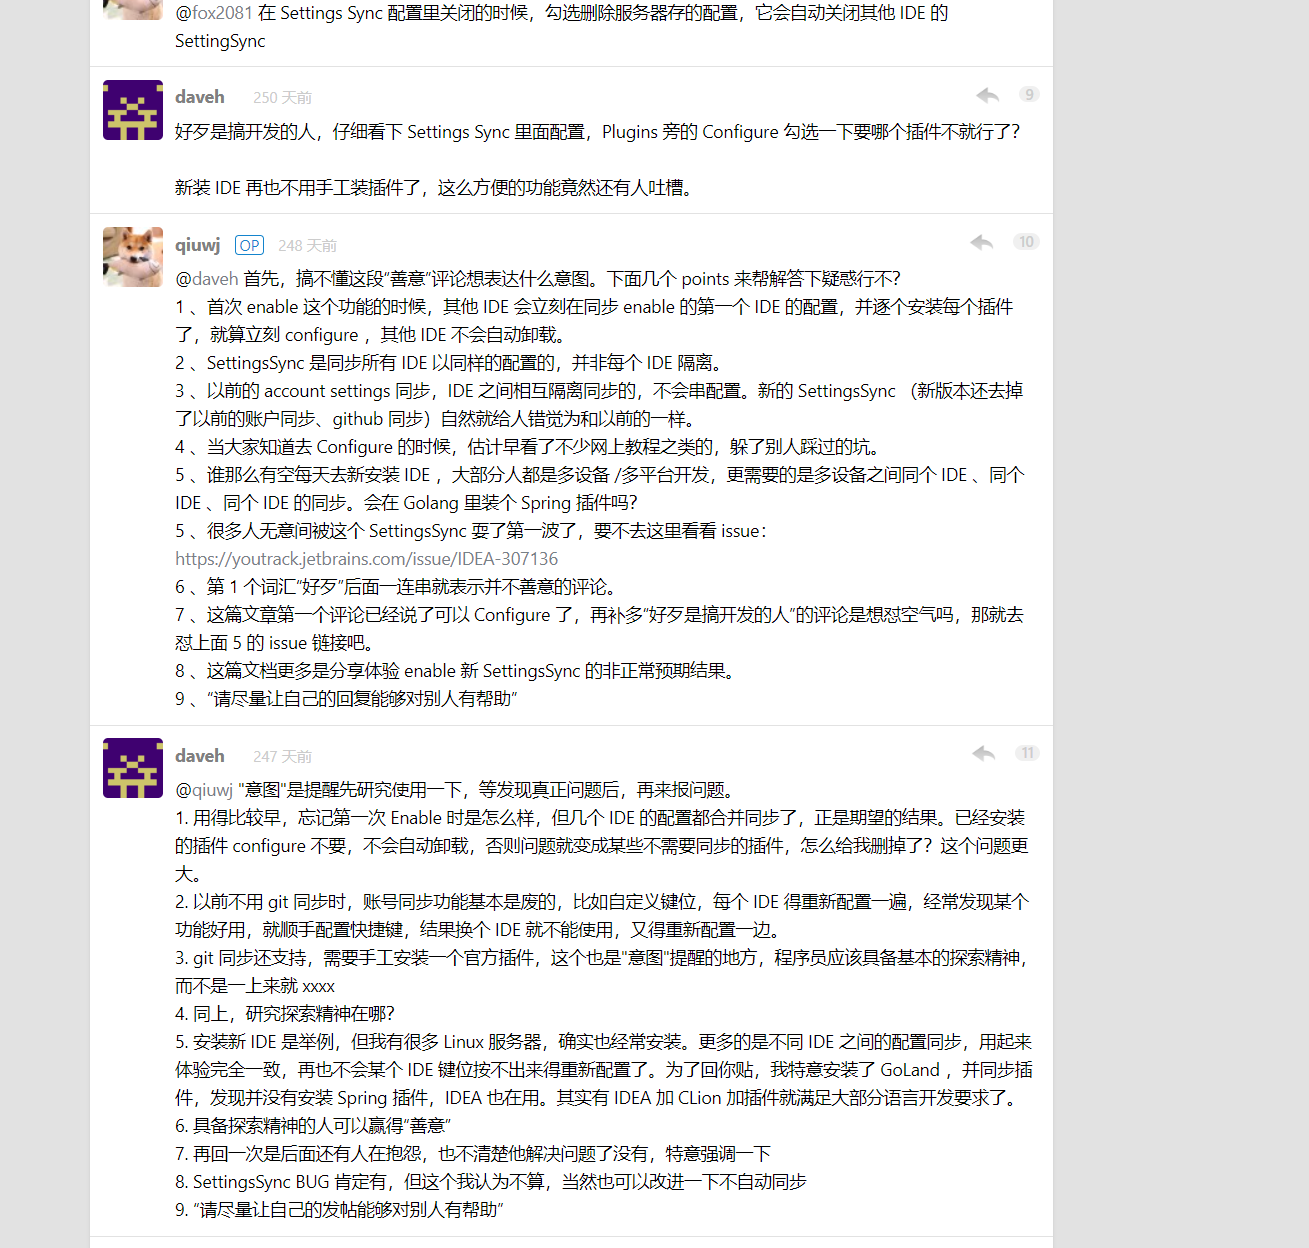 @fox2081 在 Settings Sync 配置里关闭的时候，勾选删除服务器存的配置，它会自动关闭其他 IDE 的
SettingSync
daveh 250 天前 9
好歹是搞开发的人，仔细看下 Settings Sync 里面配置，Plugins 旁的 Configure 勾选一下要哪个插件不就行了？
新装 IDE 再也不用手工装插件了，这么方便的功能竟然还有人吐槽。
qiuwj OP 248 天前 10
@daveh 首先，搞不懂这段“善意”评论想表达什么意图。下面几个 points 来帮解答下疑惑行不？
1 、首次 enable 这个功能的时候，其他 IDE 会立刻在同步 enable 的第一个 IDE 的配置，并逐个安装每个插件
了，就算立刻 configure ，其他 IDE 不会自动卸载。
2 、SettingsSync 是同步所有 IDE 以同样的配置的，并非每个 IDE 隔离。
3 、以前的 account settings 同步，IDE 之间相互隔离同步的，不会串配置。新的 SettingsSync （新版本还去掉
了以前的账户同步、github 同步）自然就给人错觉为和以前的一样。
4 、当大家知道去 Configure 的时候，估计早看了不少网上教程之类的，躲了别人踩过的坑。
5 、谁那么有空每天去新安装 IDE ，大部分人都是多设备 /多平台开发，更需要的是多设备之间同个 IDE 、同个
IDE 、同个 IDE 的同步。会在 Golang 里装个 Spring 插件吗？
5 、很多人无意间被这个 SettingsSync 耍了第一波了，要不去这里看看 issue：
https://youtrack.jetbrains.com/issue/IDEA-307136
6 、第 1 个词汇“好歹”后面一连串就表示并不善意的评论。
7 、这篇文章第一个评论已经说了可以 Configure 了，再补多“好歹是搞开发的人”的评论是想怼空气吗，那就去
怼上面 5 的 issue 链接吧。
8 、这篇文档更多是分享体验 enable 新 SettingsSync 的非正常预期结果。
9 、“请尽量让自己的回复能够对别人有帮助”
daveh 247 天前 11
@qiuwj "意图"是提醒先研究使用一下，等发现真正问题后，再来报问题。
1. 用得比较早，忘记第一次 Enable 时是怎么样，但几个 IDE 的配置都合并同步了，正是期望的结果。已经安装
的插件 configure 不要，不会自动卸载，否则问题就变成某些不需要同步的插件，怎么给我删掉了？这个问题更
大。
2. 以前不用 git 同步时，账号同步功能基本是废的，比如自定义键位，每个 IDE 得重新配置一遍，经常发现某个
功能好用，就顺手配置快捷键，结果换个 IDE 就不能使用，又得重新配置一边。
3. git 同步还支持，需要手工安装一个官方插件，这个也是"意图"提醒的地方，程序员应该具备基本的探索精神，
而不是一上来就 xxxx
4. 同上，研究探索精神在哪？
5. 安装新 IDE 是举例，但我有很多 Linux 服务器，确实也经常安装。更多的是不同 IDE 之间的配置同步，用起来
体验完全一致，再也不会某个 IDE 键位按不出来得重新配置了。为了回你贴，我特意安装了 GoLand ，并同步插
件，发现并没有安装 Spring 插件，IDEA 也在用。其实有 IDEA 加 CLion 加插件就满足大部分语言开发要求了。
6. 具备探索精神的人可以赢得“善意”
7. 再回一次是后面还有人在抱怨，也不清楚他解决问题了没有，特意强调一下
8. SettingsSync BUG 肯定有，但这个我认为不算，当然也可以改进一下不自动同步
9. “请尽量让自己的发帖能够对别人有帮助”